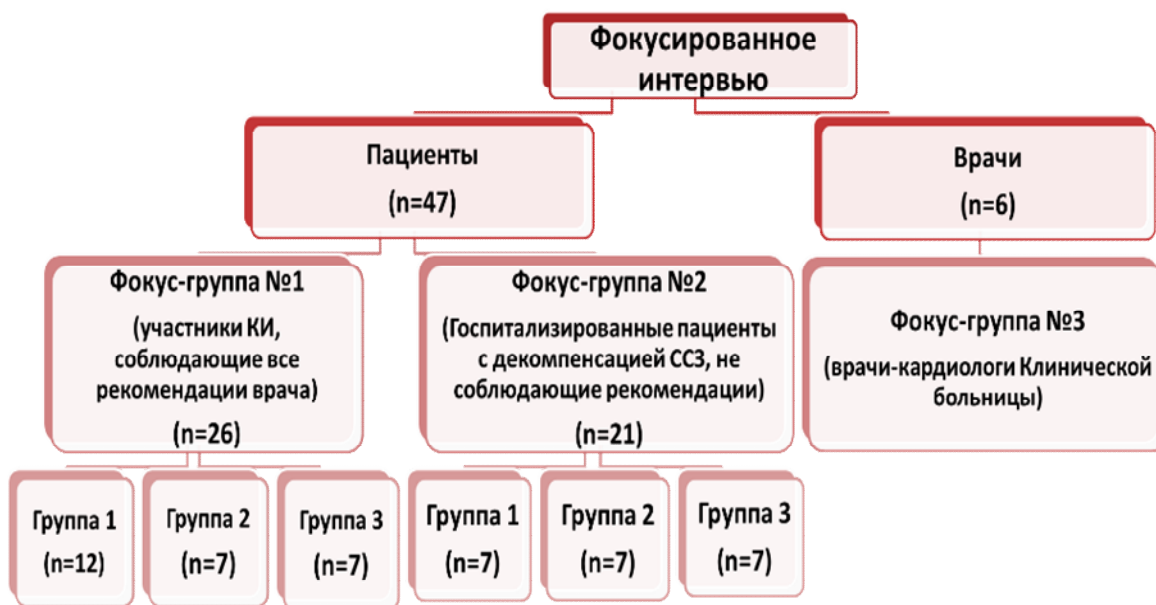 Фокусированное
интервью
Пациенты
(n=47)
Врачи
(n=6)
Фокус-группа №1
(участники КИ,
соблюдающие все
рекомендации врача)
(n=26)
Фокус-группа №2
(Госпитализированные пациенты
с декомпенсацией ССЗ, не
соблюдающие рекомендации)
(n=21)
Фокус-группа №3
(врачи-кардиологи Клинической
больницы)
Группа 1
(n=12)
Группа 2
(n=7)
Группа 3
(n=7)
Группа 1
(n=7)
Группа 2
(n=7)
Группа 3
(n=7)